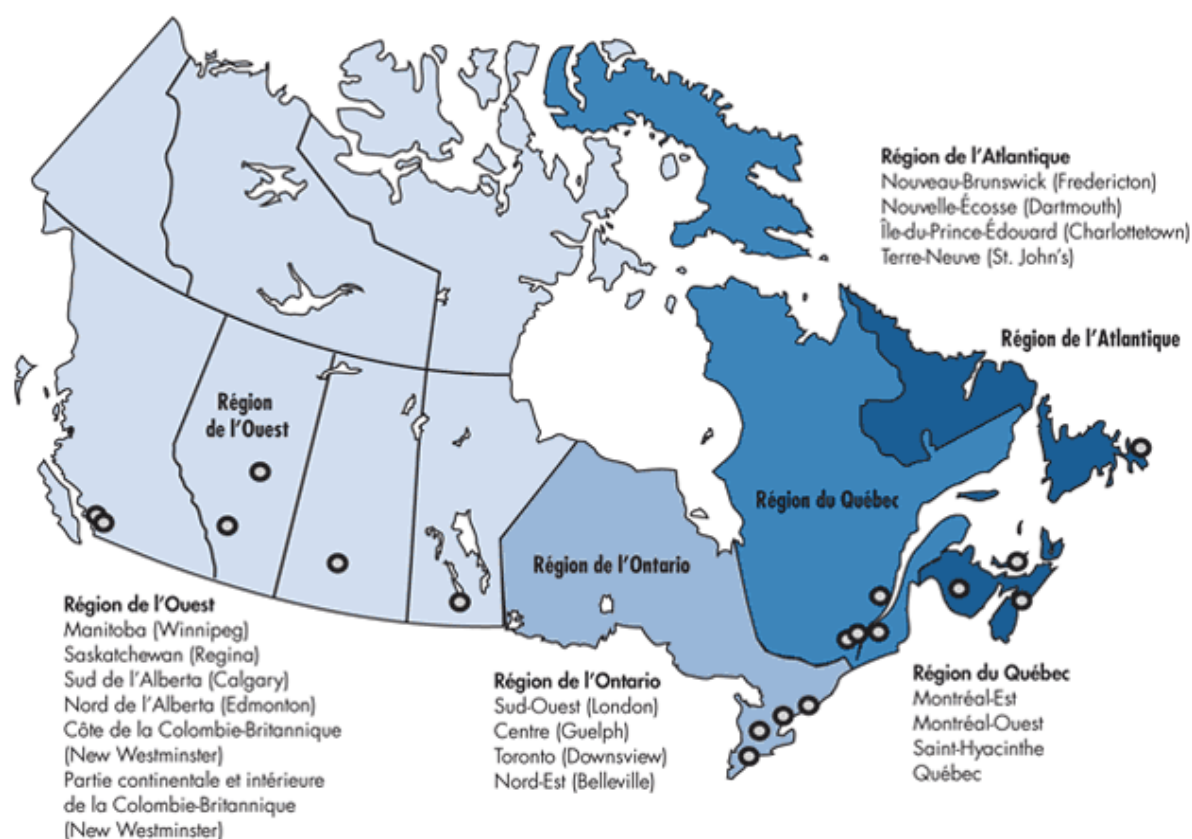 Région de l'Atlantique
Nouveau-Brunswick (Fredericton)
Nouvelle-Écosse (Dartmouth)
Île-du-Prince-Édouard (Charlottetown)
Terre-Neuve (St. John's)
Région de l'Atlantique
Région
de l'Ouest
Région du Québec
Région de l'Ontario
Région de l'Ouest
Manitoba (Winnipeg)
Saskatchewan (Regina)
Sud de l'Alberta (Calgary)
Nord de l'Alberta (Edmonton)
Côte de la Colombie-Britannique
(New Westminster)
Partie continentale et intérieure
de la Colombie-Britannique
(New Westminster)
Région de l'Ontario
Sud-Ouest (London)
Centre (Guelph)
Toronto (Downsview)
Nord-Est (Belleville)
Région du Québec
Montréal-Est
Montréal-Ouest
Saint-Hyacinthe
Québec